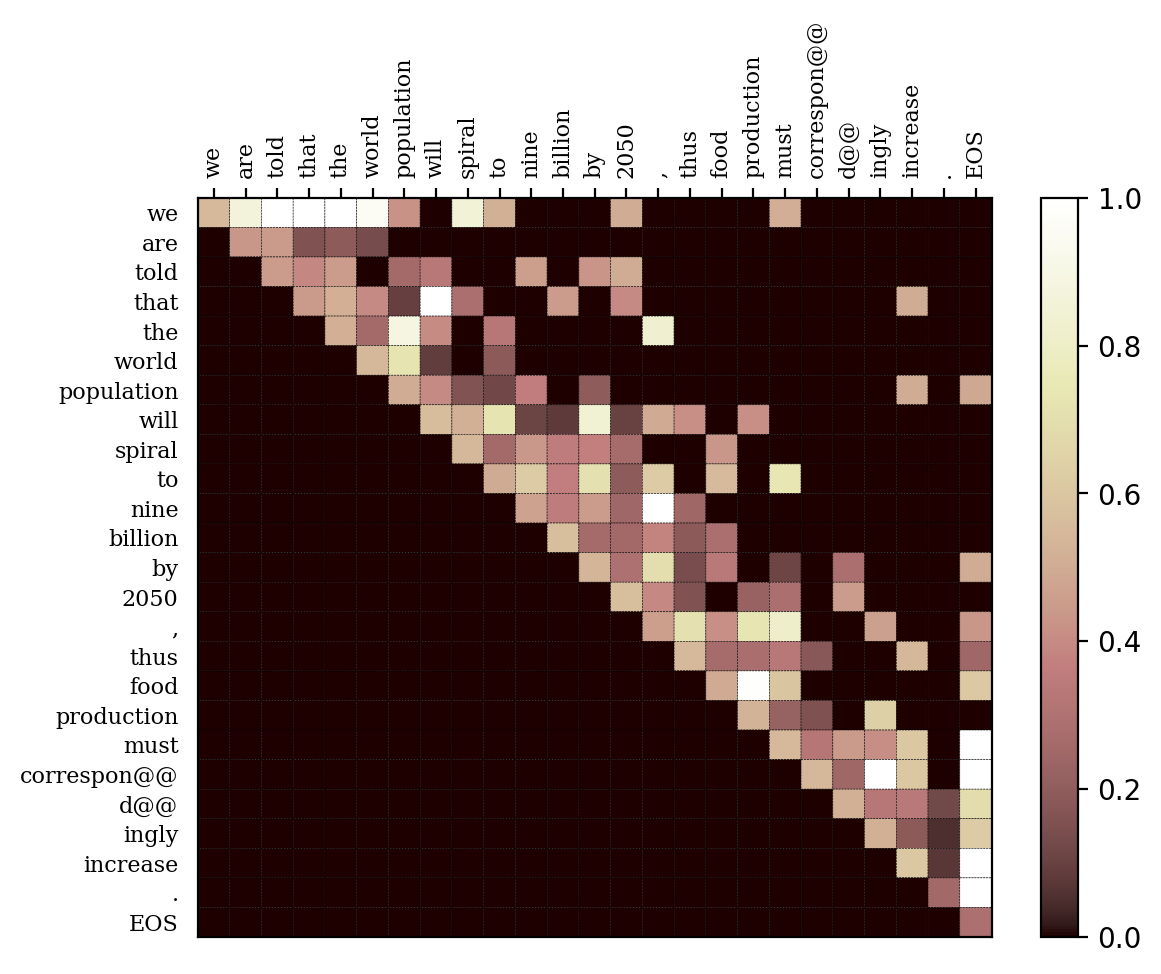 we are told that the world population will spiral to nine billion by 2050 , thus food production must correspon@@ d@@ ingly increase . EOS
we
are
told
that
the
world
population
will
spiral
to
nine
billion
by
2050
,
thus
food
production
must
correspon@@
d@@
ingly
increase
.
EOS
1.0
0.8
0.6
0.4
0.2
0.0